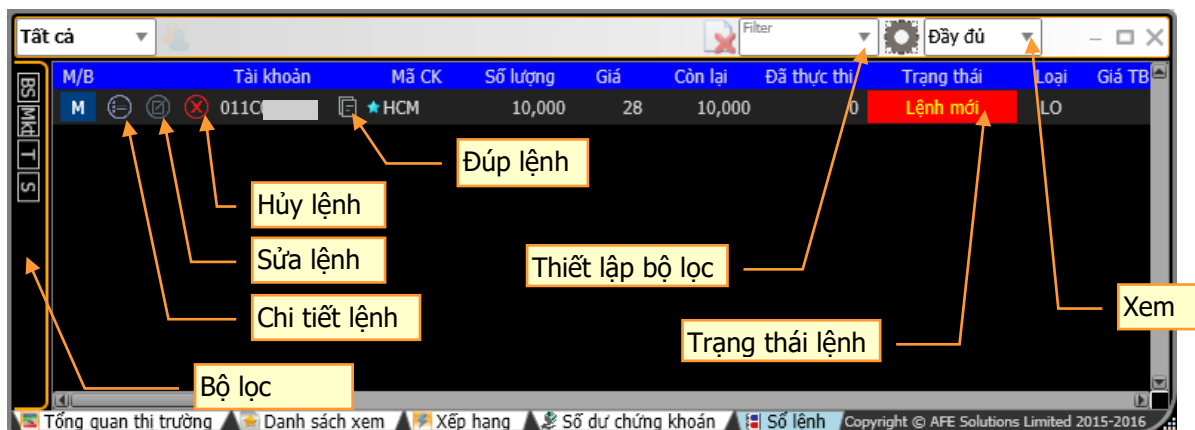 Tất cả Filter Đầy đủ
M/B Tài khoản Mã CK Số lượng Giá Còn lại Đã thực thi Trạng thái Loại Giá TB
M 011C HCM 10,000 28 10,000 0 Lệnh mới LO
BS
Mkt
T
S
Đúp lệnh
Hủy lệnh
Sửa lệnh
Thiết lập bộ lọc
Chi tiết lệnh
Xem
Trạng thái lệnh
Bộ lọc
Tổng quan thị trường Danh sách xem Xếp hạng Số dư chứng khoán Sổ lệnh Copyright © AFE Solutions Limited 2015-2016